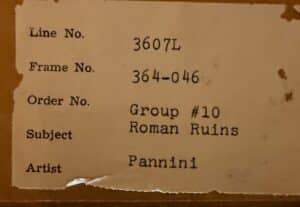 Line No. 3607L
Frame No. 364-046
Order No. Group #10
Subject Roman Ruins
Artist Pannini